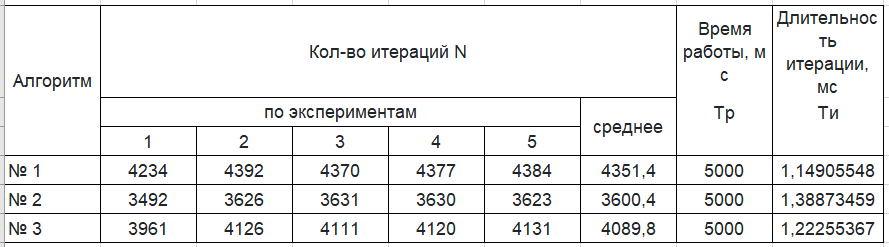 Алгоритм
Кол-во итераций N
Время
работы, м
с
Тр
Длительнос
ть
итерации,
мс
Ти
по экспериментам
среднее
1 2 3 4 5
№ 1 4234 4392 4370 4377 4384 4351,4 5000 1,14905548
№ 2 3492 3626 3631 3630 3623 3600,4 5000 1,38873459
№ 3 3961 4126 4111 4120 4131 4089,8 5000 1,22255367